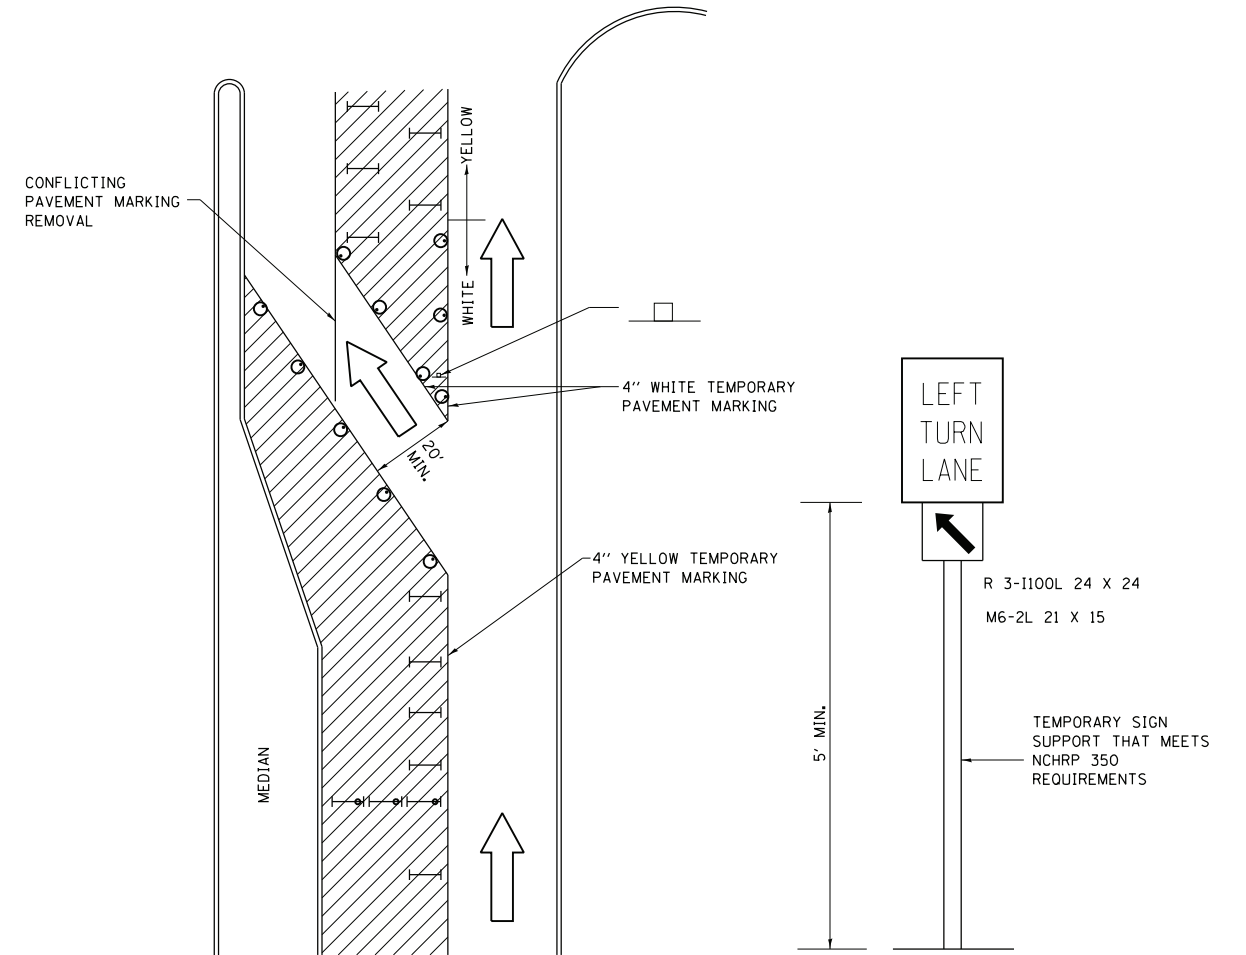 YELLOW
CONFLICTING
PAVEMENT MARKING
REMOVAL
WHITE
4" WHITE TEMPORARY
PAVEMENT MARKING
LEFT
TURN
LANE
20'
MIN.
4" YELLOW TEMPORARY
PAVEMENT MARKING
R 3-I100L 24 X 24
M6-2L 21 X 15
5' MIN.
MEDIAN
TEMPORARY SIGN
SUPPORT THAT MEETS
NCHRP 350
REQUIREMENTS